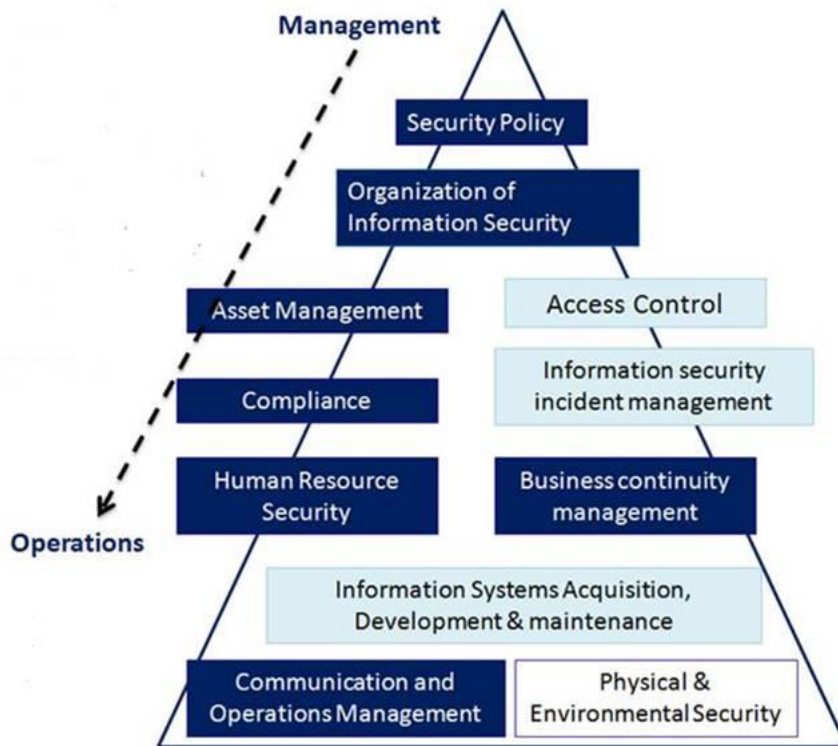 Management
Security Policy
Organization of
Information Security
Asset Management
Access Control
Compliance
Information security
incident management
Human Resource
Security
Business continuity
management
Operations
Information Systems Acquisition,
Development & maintenance
Communication and
Operations Management
Physical &
Environmental Security